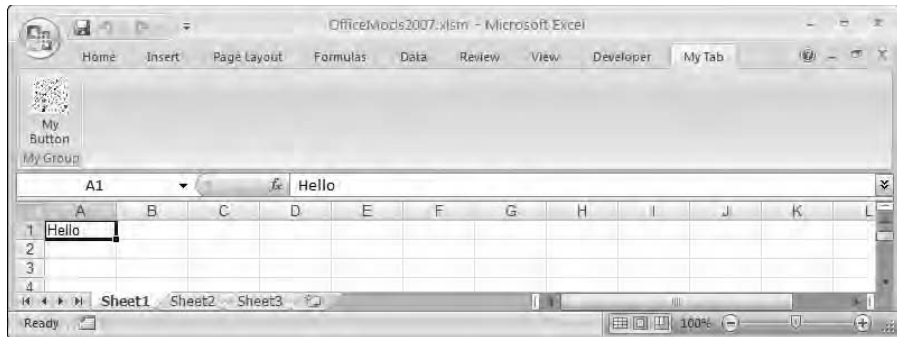 OfficeMods2007.xlsm - Microsoft Excel
Home Insert Page Layout Formulas Data Review View Developer My Tab
My
Button
My Group
A1 fx Hello
A B C D E F G H I J K L
1 Hello
2
3
4
Sheet1 Sheet2 Sheet3
Ready 100%